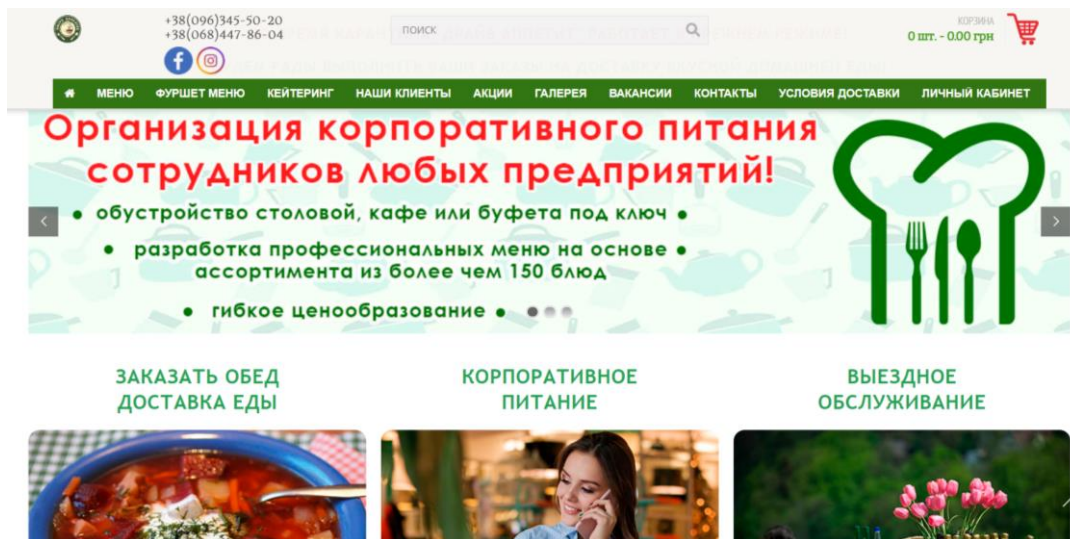 +38(096)345-50-20
+38(068)447-86-04
ПОИСК
КОРЗИНА
0 шт. - 0.00 грн
МЕНЮ ФУРШЕТ МЕНЮ КЕЙТЕРИНГ НАШИ КЛИЕНТЫ АКЦИИ ГАЛЕРЕЯ ВАКАНСИИ КОНТАКТЫ УСЛОВИЯ ДОСТАВКИ ЛИЧНЫЙ КАБИНЕТ
Организация корпоративного питания
сотрудников любых предприятий!
• обустройство столовой, кафе или буфета под ключ •
• разработка профессиональных меню на основе •
ассортимента из более чем 150 блюд
• гибкое ценообразование •
ЗАКАЗАТЬ ОБЕД
ДОСТАВКА ЕДЫ
КОРПОРАТИВНОЕ
ПИТАНИЕ
ВЫЕЗДНОЕ
ОБСЛУЖИВАНИЕ